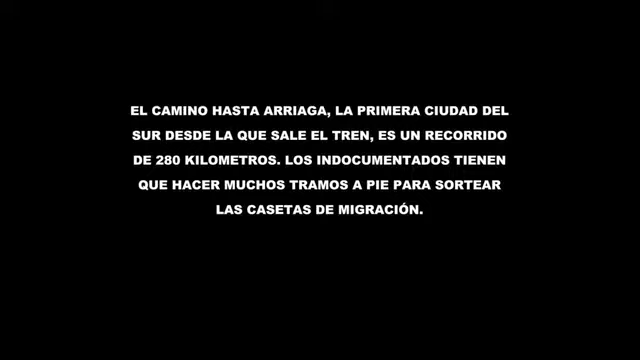 EL CAMINO HASTA ARRIAGA, LA PRIMERA CIUDAD DEL
SUR DESDE LA QUE SALE EL TREN, ES UN RECORRIDO
DE 280 KILOMETROS. LOS INDOCUMENTADOS TIENEN
QUE HACER MUCHOS TRAMOS A PIE PARA SORTEAR
LAS CASETAS DE MIGRACIÓN.